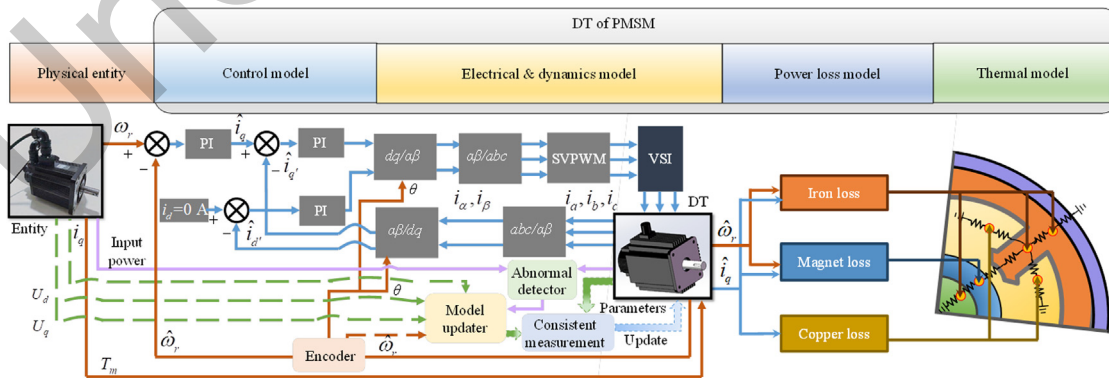 DT of PMSM
Physical entity
Control model
Electrical & dynamics model
Power loss model
Thermal model
ω_r
+
-
PI
î_q
+
-
î_q'
PI
dq/αβ
αβ/abc
SVPWM
VSI
θ
i_d=0 A
+
-
î_d'
PI
αβ/dq
i_α, i_β
abc/αβ
i_a, i_b, i_c
DT
θ
Entity
i_q
Input
power
U_d
U_q
Abnormal
detector
Model
updater
Consistent
measurement
Parameters
Update
Encoder
ω̂_r
ω̂_r
T_m
ω̂_r
î_q
Iron loss
Magnet loss
Copper loss